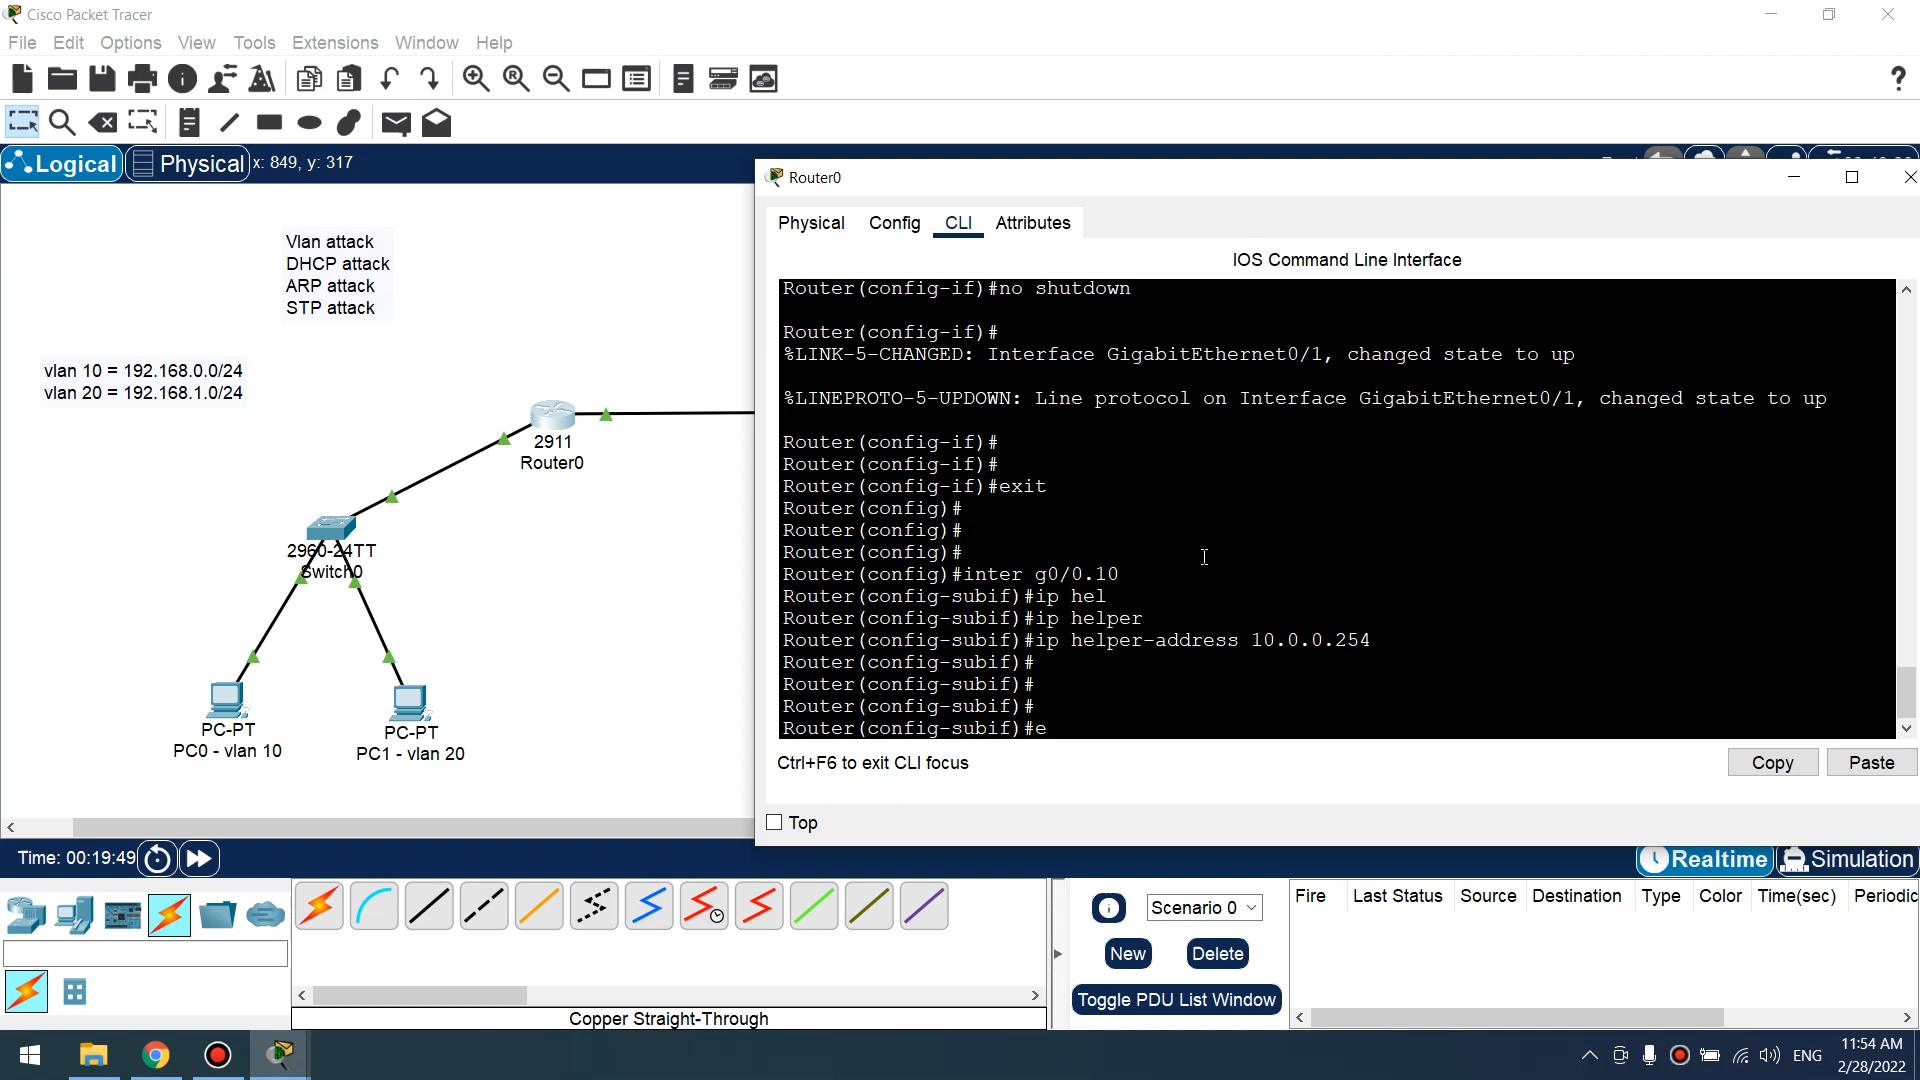 Cisco Packet Tracer
File Edit Options View Tools Extensions Window Help
Logical Physical x: 849, y: 317
Vlan attack
DHCP attack
ARP attack
STP attack
vlan 10 = 192.168.0.0/24
vlan 20 = 192.168.1.0/24
2911
Router0
2960-24TT
Switch0
PC-PT
PC0 - vlan 10
PC-PT
PC1 - vlan 20
Router0
Physical Config CLI Attributes
IOS Command Line Interface
Router(config-if)#no shutdown
Router(config-if)#
%LINK-5-CHANGED: Interface GigabitEthernet0/1, changed state to up
%LINEPROTO-5-UPDOWN: Line protocol on Interface GigabitEthernet0/1, changed state to up
Router(config-if)#
Router(config-if)#
Router(config-if)#exit
Router(config)#
Router(config)#
Router(config)#
Router(config)#inter g0/0.10
Router(config-subif)#ip hel
Router(config-subif)#ip helper
Router(config-subif)#ip helper-address 10.0.0.254
Router(config-subif)#
Router(config-subif)#
Router(config-subif)#
Router(config-subif)#e
Ctrl+F6 to exit CLI focus
Copy Paste
Top
Time: 00:19:49
Realtime Simulation
Scenario 0
New Delete
Toggle PDU List Window
Fire Last Status Source Destination Type Color Time(sec) Periodic
Copper Straight-Through
ENG
11:54 AM
2/28/2022